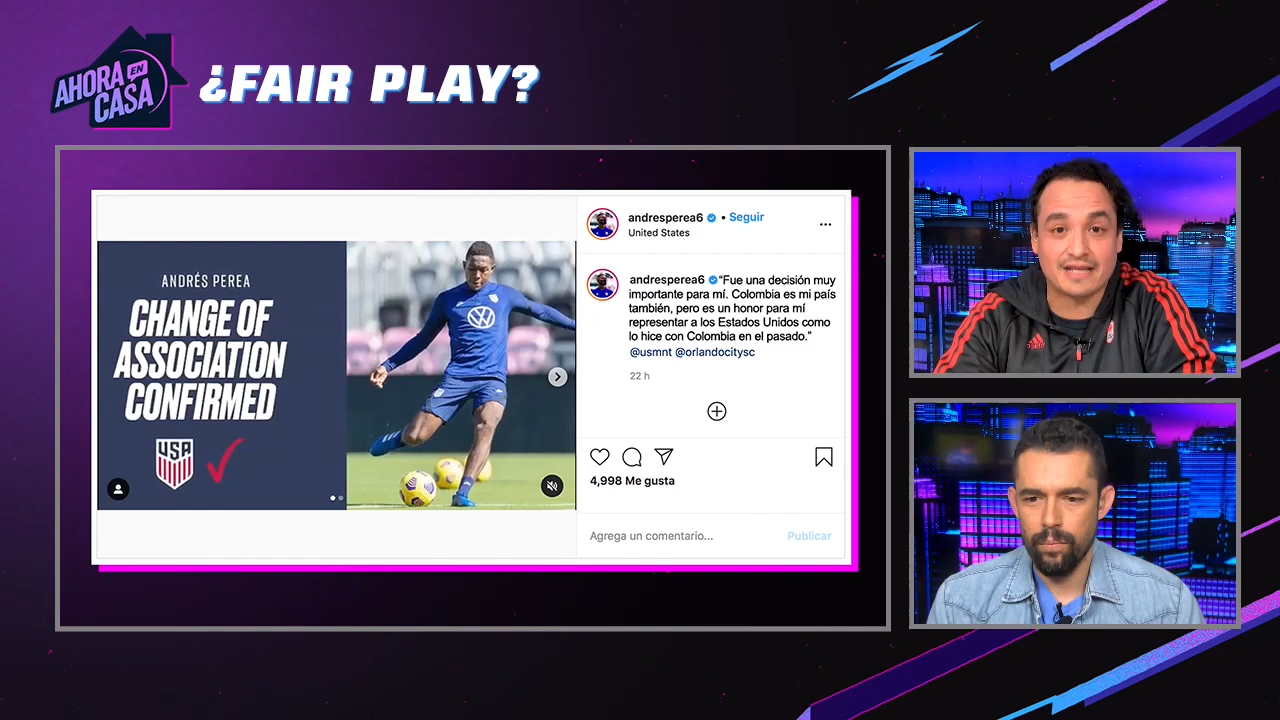 AHORA EN
CASA
¿FAIR PLAY?
ANDRÉS PEREA
CHANGE OF
ASSOCIATION
CONFIRMED
USA
andresperea6 • Seguir
United States
andresperea6 “Fue una decisión muy
importante para mí. Colombia es mi país
también, pero es un honor para mí
representar a los Estados Unidos como
lo hice con Colombia en el pasado.”
@usmnt @orlandocitysc
22 h
4,998 Me gusta
Agrega un comentario...
Publicar